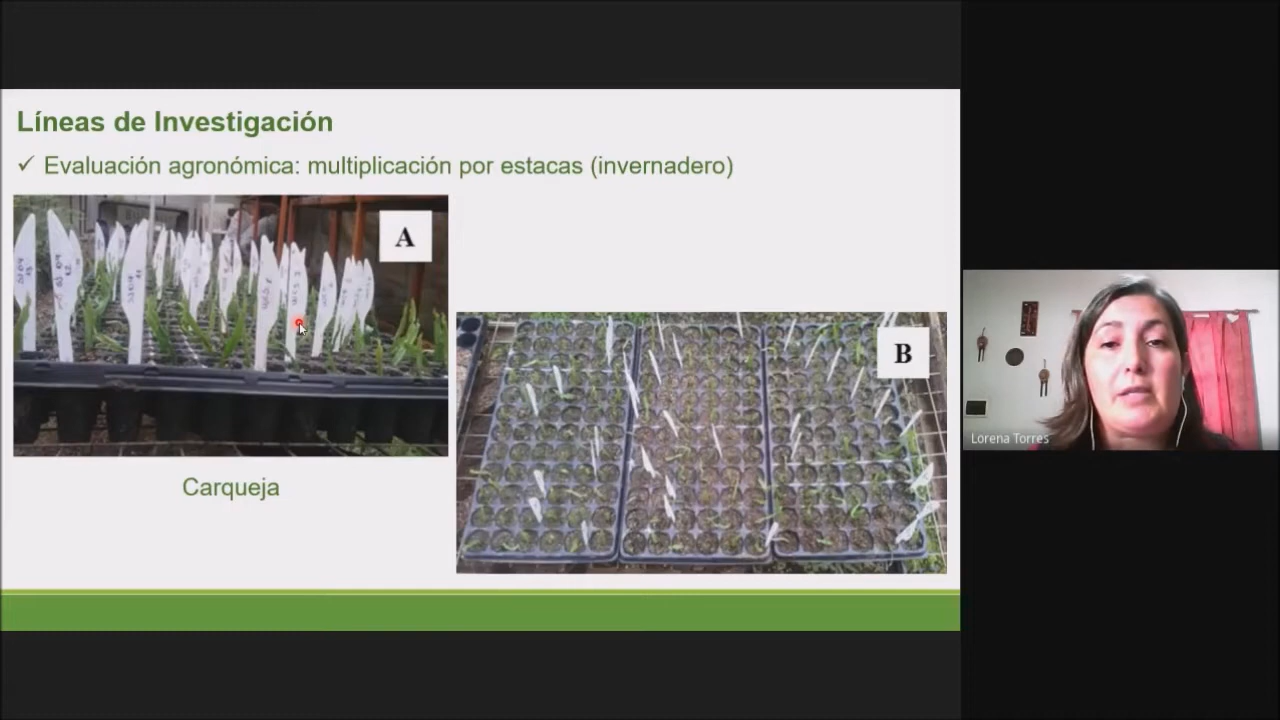 Líneas de Investigación
✓ Evaluación agronómica: multiplicación por estacas (invernadero)
A
B
Carqueja
Lorena Torres